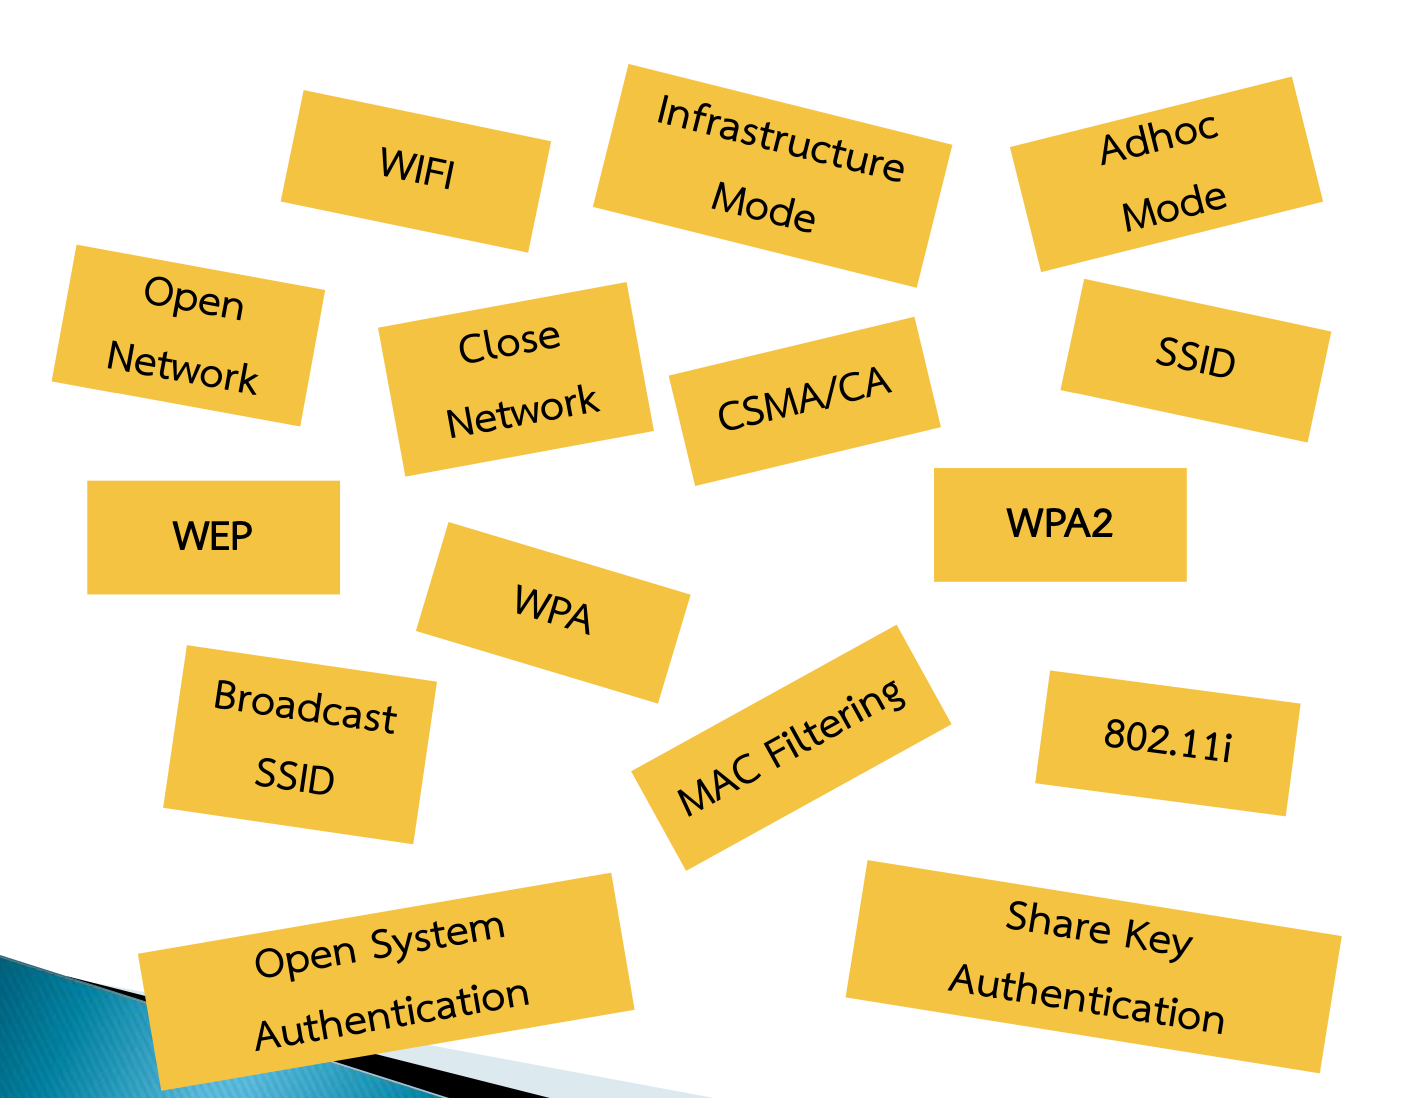 WIFI
Infrastructure
Mode
Adhoc
Mode
Open
Network
Close
Network
CSMA/CA
SSID
WEP
WPA
WPA2
Broadcast
SSID
MAC Filtering
802.11i
Open System
Authentication
Share Key
Authentication